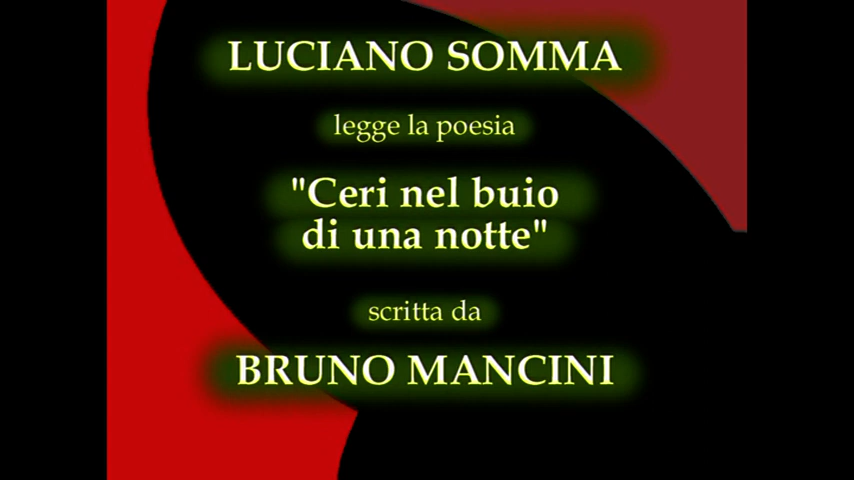 LUCIANO SOMMA
legge la poesia
"Ceri nel buio
di una notte"
scritta da
BRUNO MANCINI